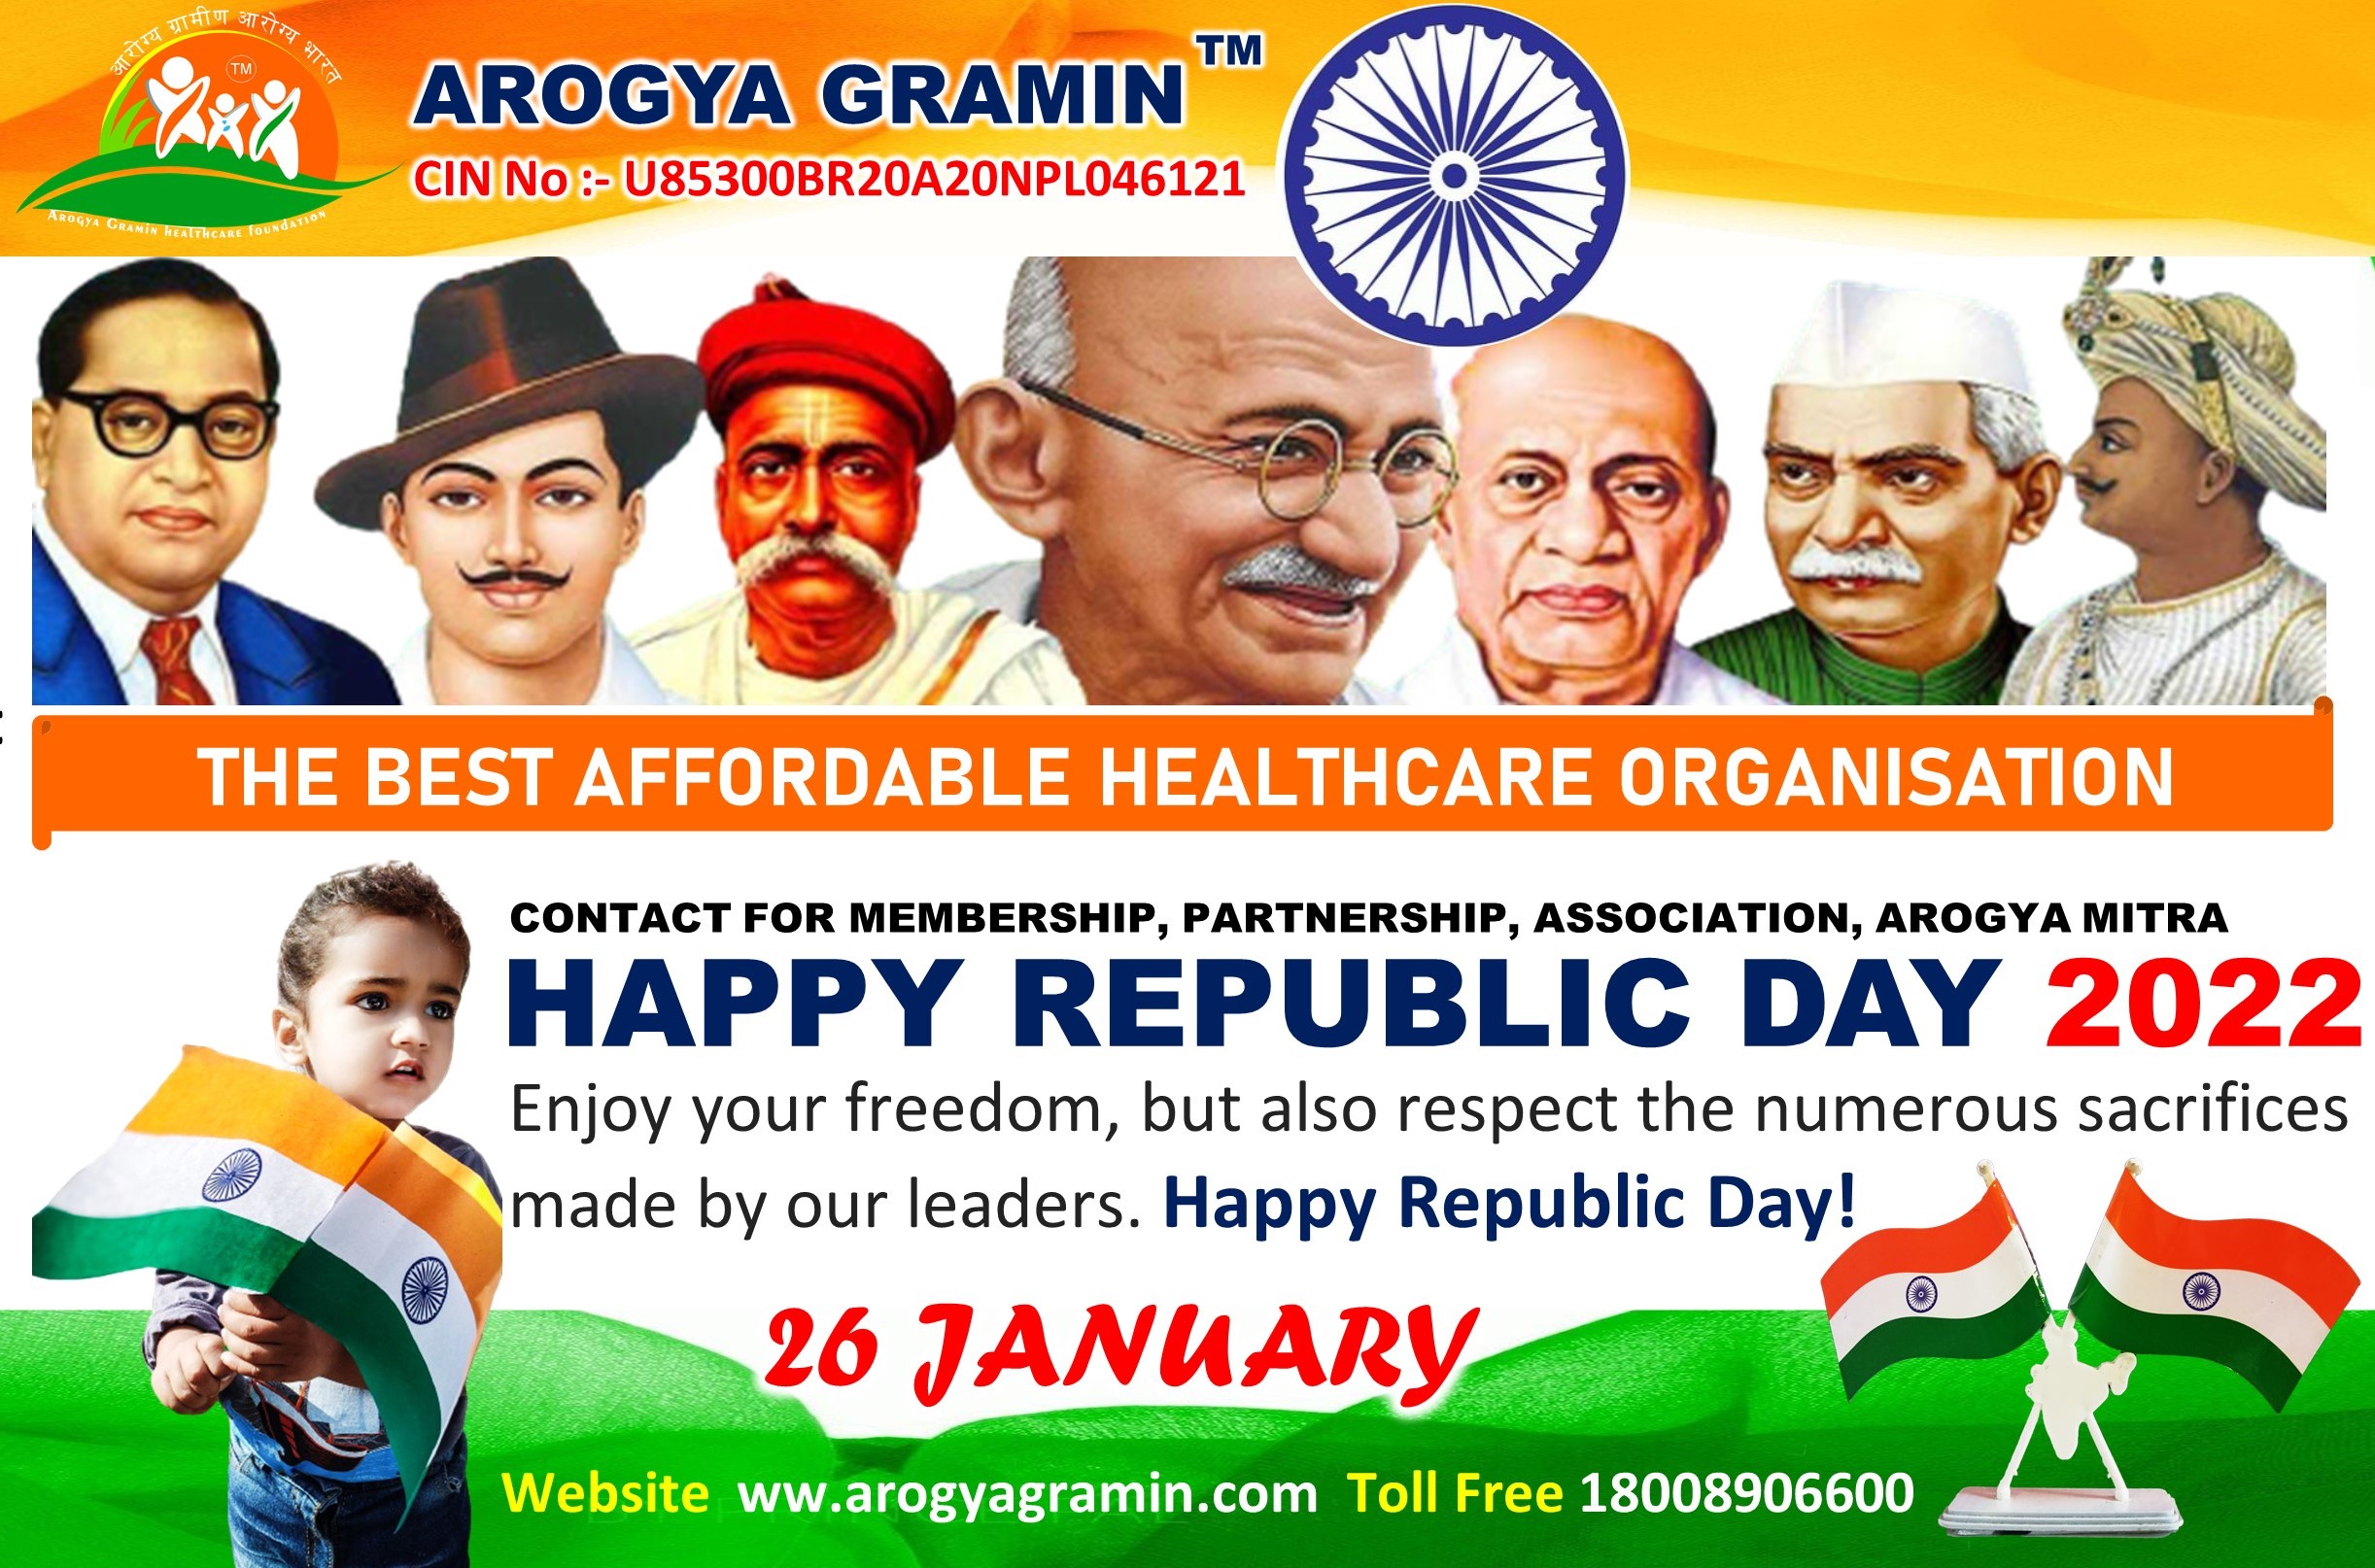 आरोग्य ग्रामीण आरोग्य भारत
TM
Arogya Gramin Healthcare Foundation
AROGYA GRAMIN TM
CIN No :- U85300BR20A20NPL046121
THE BEST AFFORDABLE HEALTHCARE ORGANISATION
CONTACT FOR MEMBERSHIP, PARTNERSHIP, ASSOCIATION, AROGYA MITRA
HAPPY REPUBLIC DAY 2022
Enjoy your freedom, but also respect the numerous sacrifices
made by our leaders. Happy Republic Day!
26 JANUARY
Website ww.arogyagramin.com Toll Free 18008906600